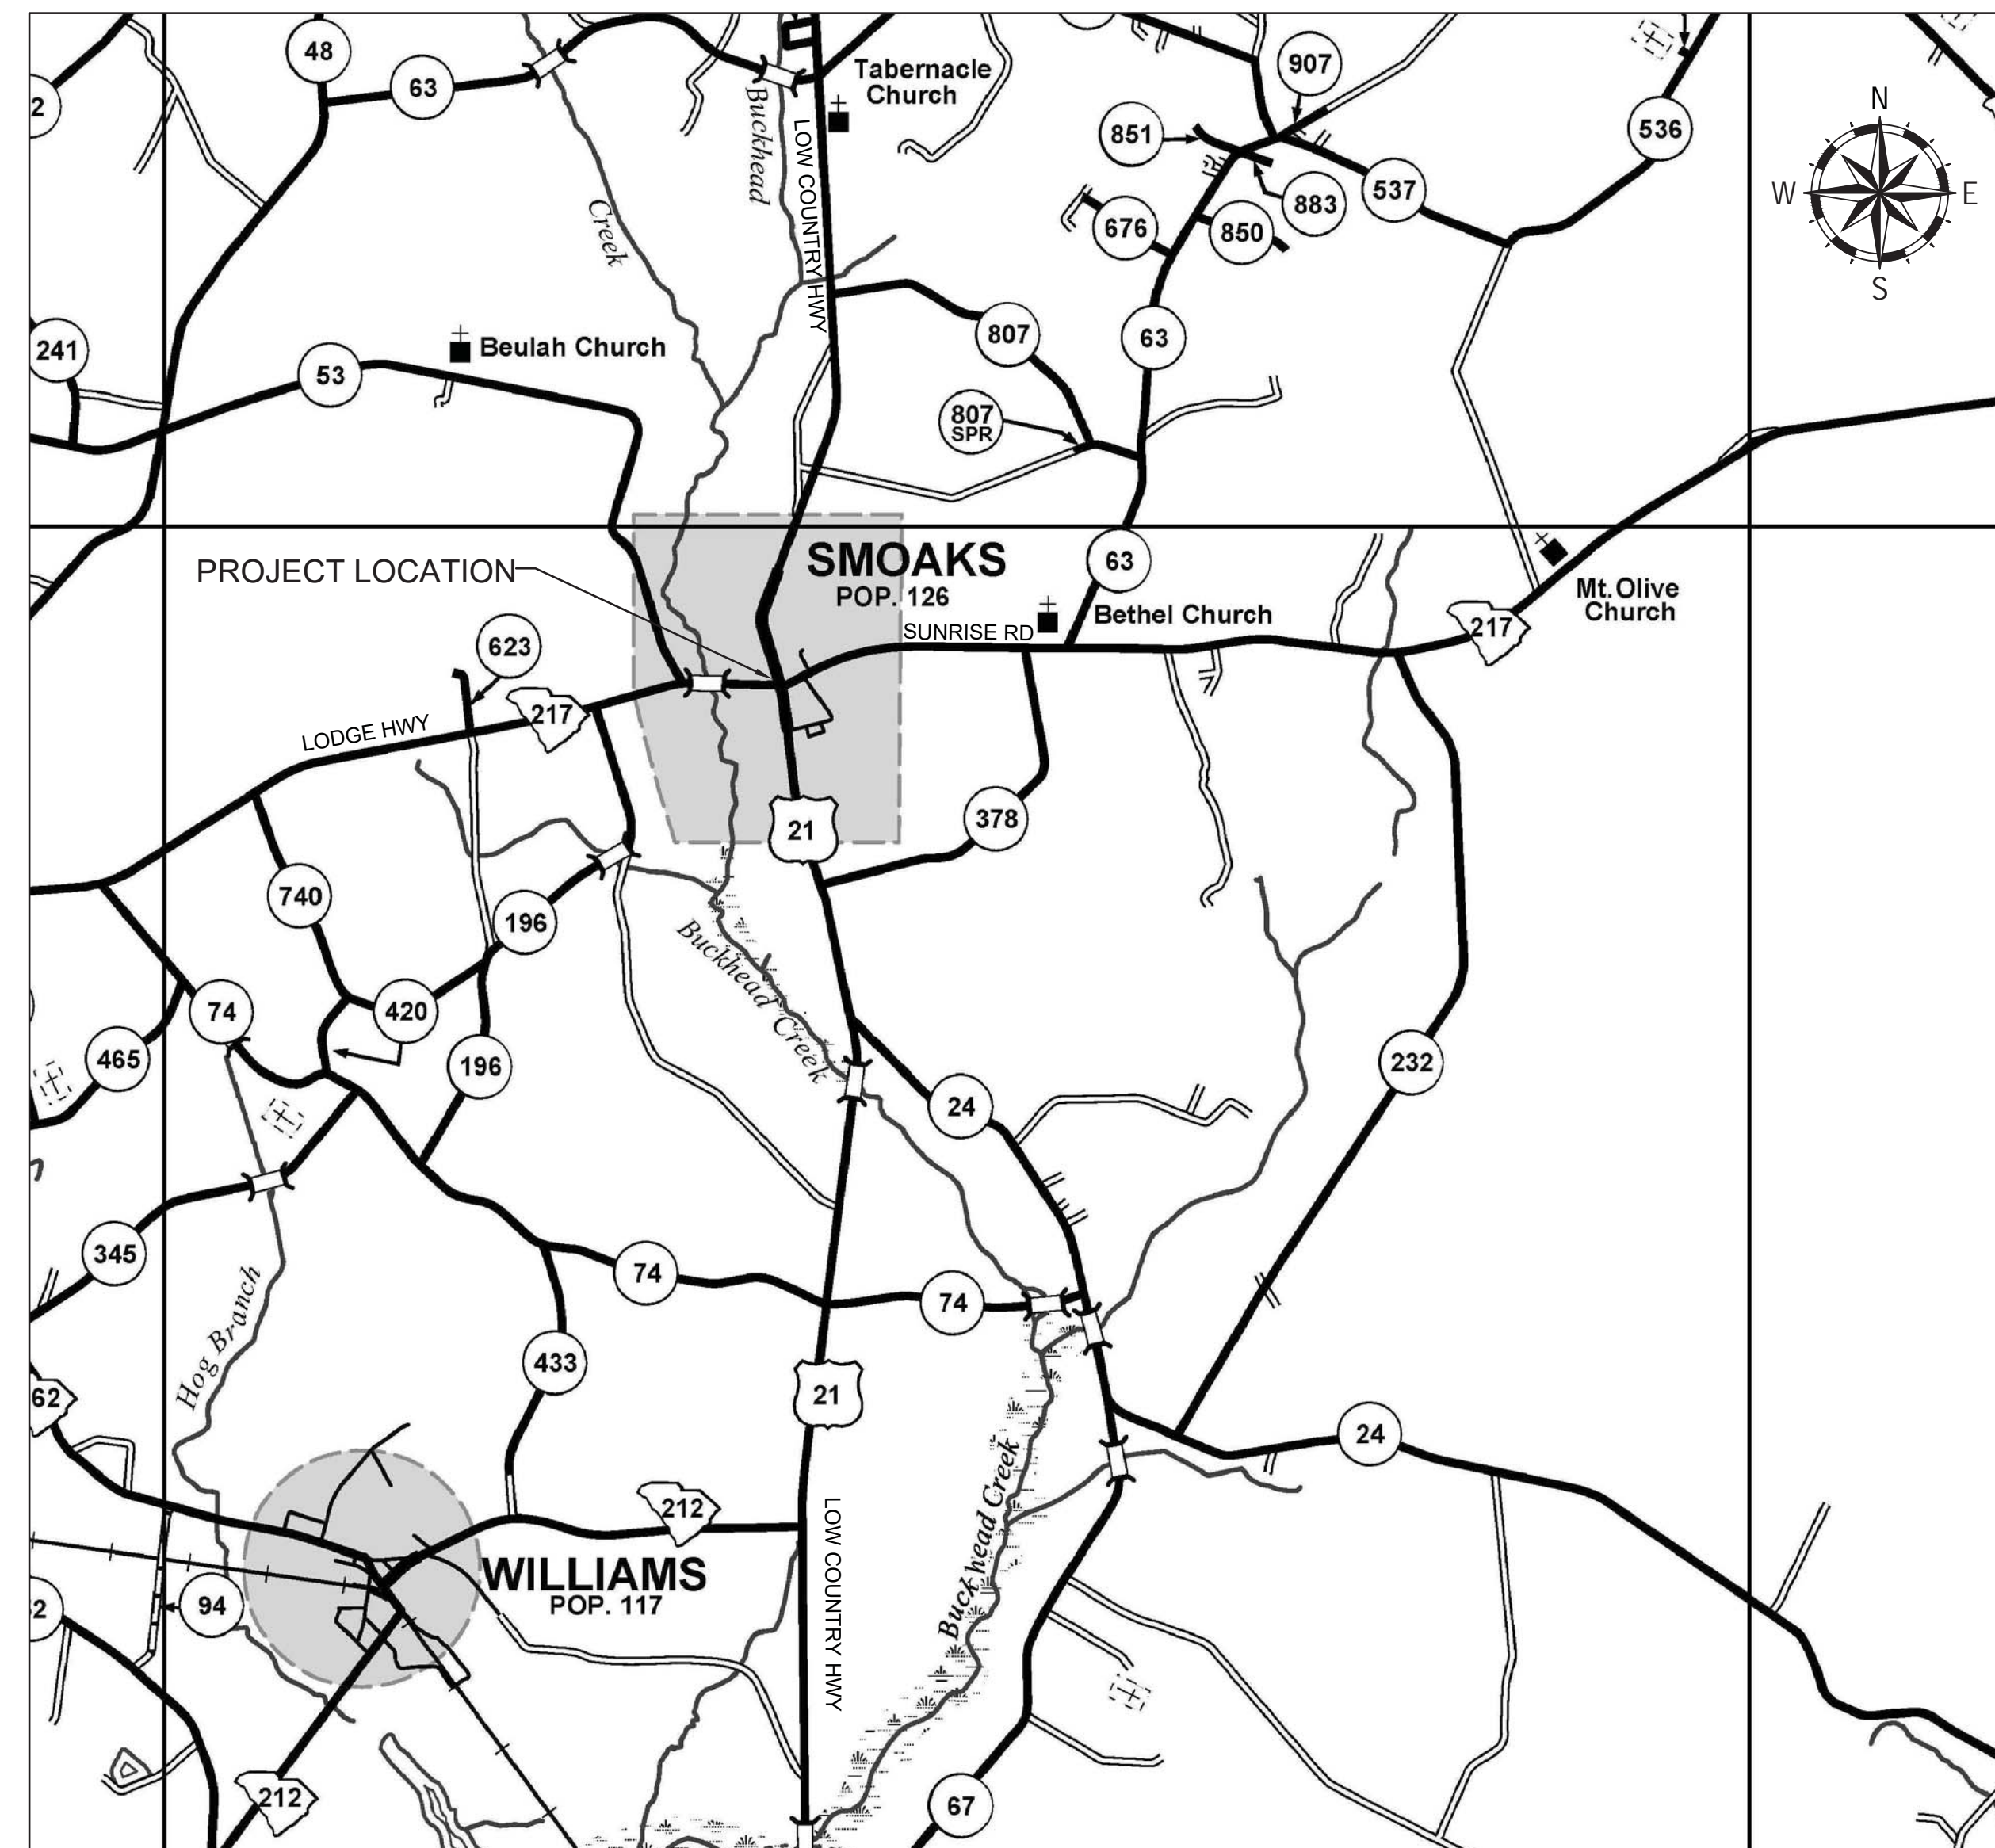 48
63
2
Tabernacle
Church
907
851
536
N
W
E
S
537
883
676
850
Buckhead
LOW COUNTRY HWY
Creek
241
53
Beulah Church
807
63
807
SPR
SMOAKS
POP. 126
PROJECT LOCATION
63
Bethel Church
Mt. Olive
Church
SUNRISE RD
217
623
217
LODGE HWY
21
378
740
196
Buckhead Creek
74
420
465
196
24
232
345
74
74
Hog Branch
433
62
21
24
212
LOW COUNTRY HWY
Buckhead Creek
WILLIAMS
POP. 117
2
94
212
67